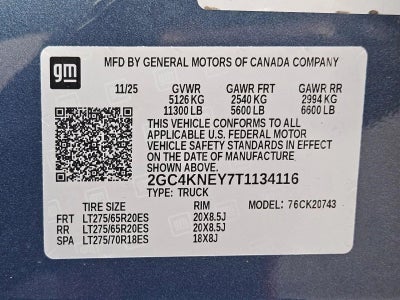 gm
MFD BY GENERAL MOTORS OF CANADA COMPANY
11/25 GVWR GAWR FRT GAWR RR
5126 KG 2540 KG 2994 KG
11300 LB 5600 LB 6600 LB
THIS VEHICLE CONFORMS TO ALL
APPLICABLE U.S. FEDERAL MOTOR
VEHICLE SAFETY STANDARDS IN EFFECT
ON THE DATE OF MANUFACTURE
SHOWN ABOVE.
2GC4KNEY7T1134116
TYPE: TRUCK
TIRE SIZE RIM MODEL: 76CK20743
FRT LT275/65R20ES 20X8.5J
RR LT275/65R20ES 20X8.5J
SPA LT275/70R18ES 18X8J